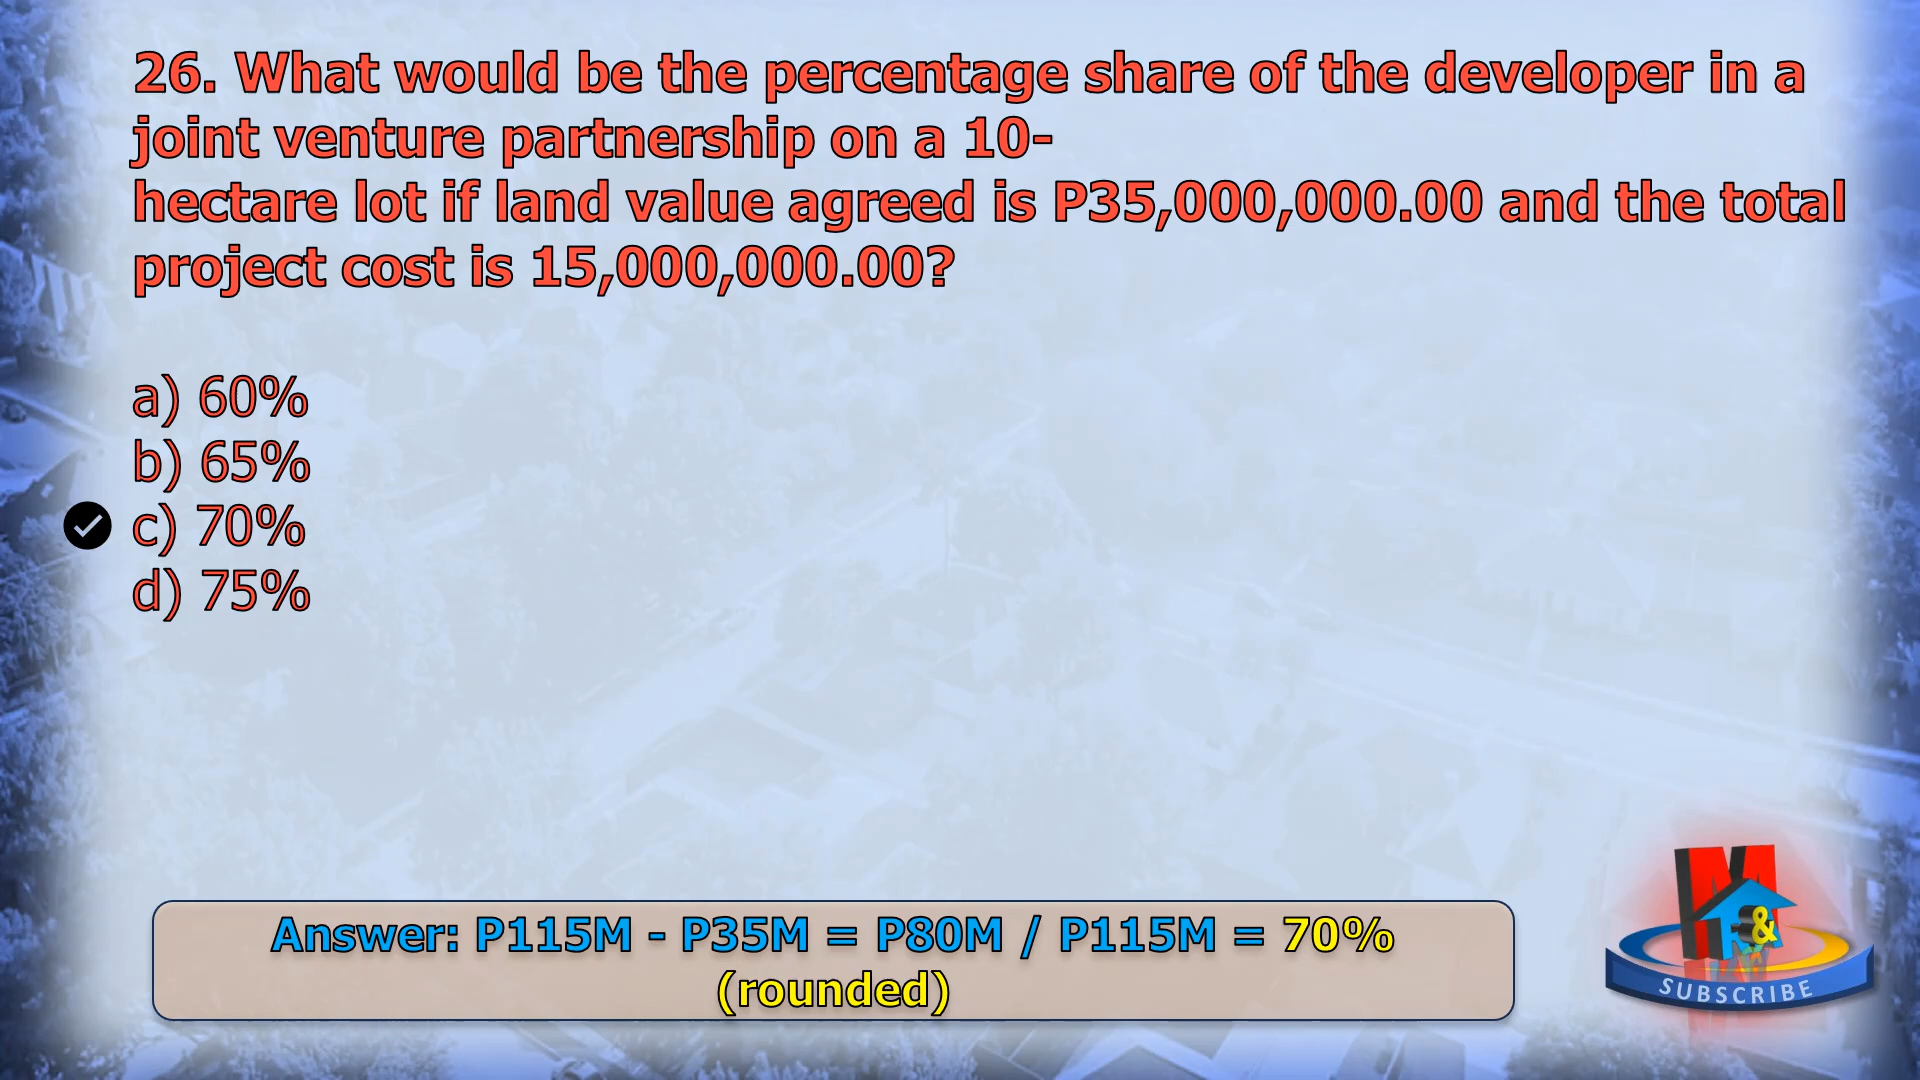 26. What would be the percentage share of the developer in a
joint venture partnership on a 10-
hectare lot if land value agreed is P35,000,000.00 and the total
project cost is 15,000,000.00?
a) 60%
b) 65%
c) 70%
d) 75%
Answer: P115M - P35M = P80M / P115M = 70%
(rounded)
M
&
SUBSCRIBE